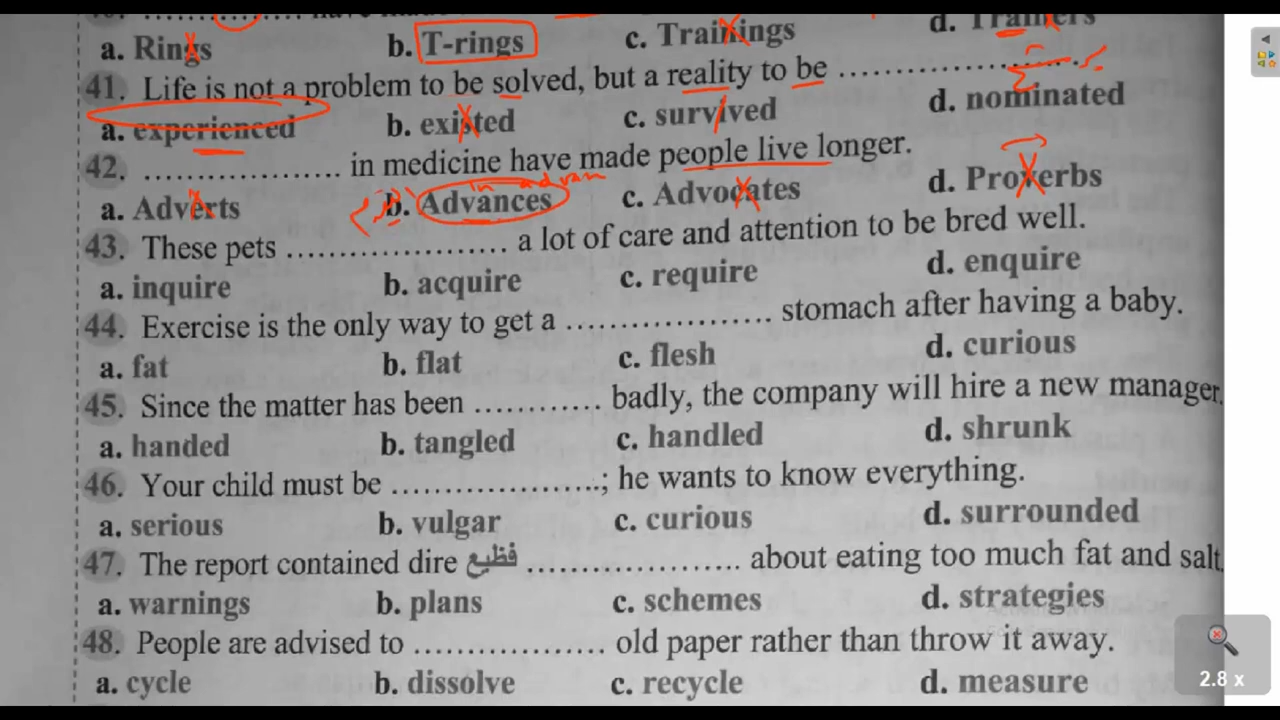 a. Rings b. T-rings c. Trainings d. Trainers
41. Life is not a problem to be solved, but a reality to be ........................
a. experienced b. existed c. survived d. nominated
42. .................. in medicine have made people live longer.
a. Adverts b. Advances c. Advocates d. Proverbs
43. These pets .................... a lot of care and attention to be bred well.
a. inquire b. acquire c. require d. enquire
44. Exercise is the only way to get a .................. stomach after having a baby.
a. fat b. flat c. flesh d. curious
45. Since the matter has been ............ badly, the company will hire a new manager.
a. handed b. tangled c. handled d. shrunk
46. Your child must be ..................; he wants to know everything.
a. serious b. vulgar c. curious d. surrounded
47. The report contained dire فظيع .................. about eating too much fat and salt.
a. warnings b. plans c. schemes d. strategies
48. People are advised to ................ old paper rather than throw it away.
a. cycle b. dissolve c. recycle d. measure
2.8 x